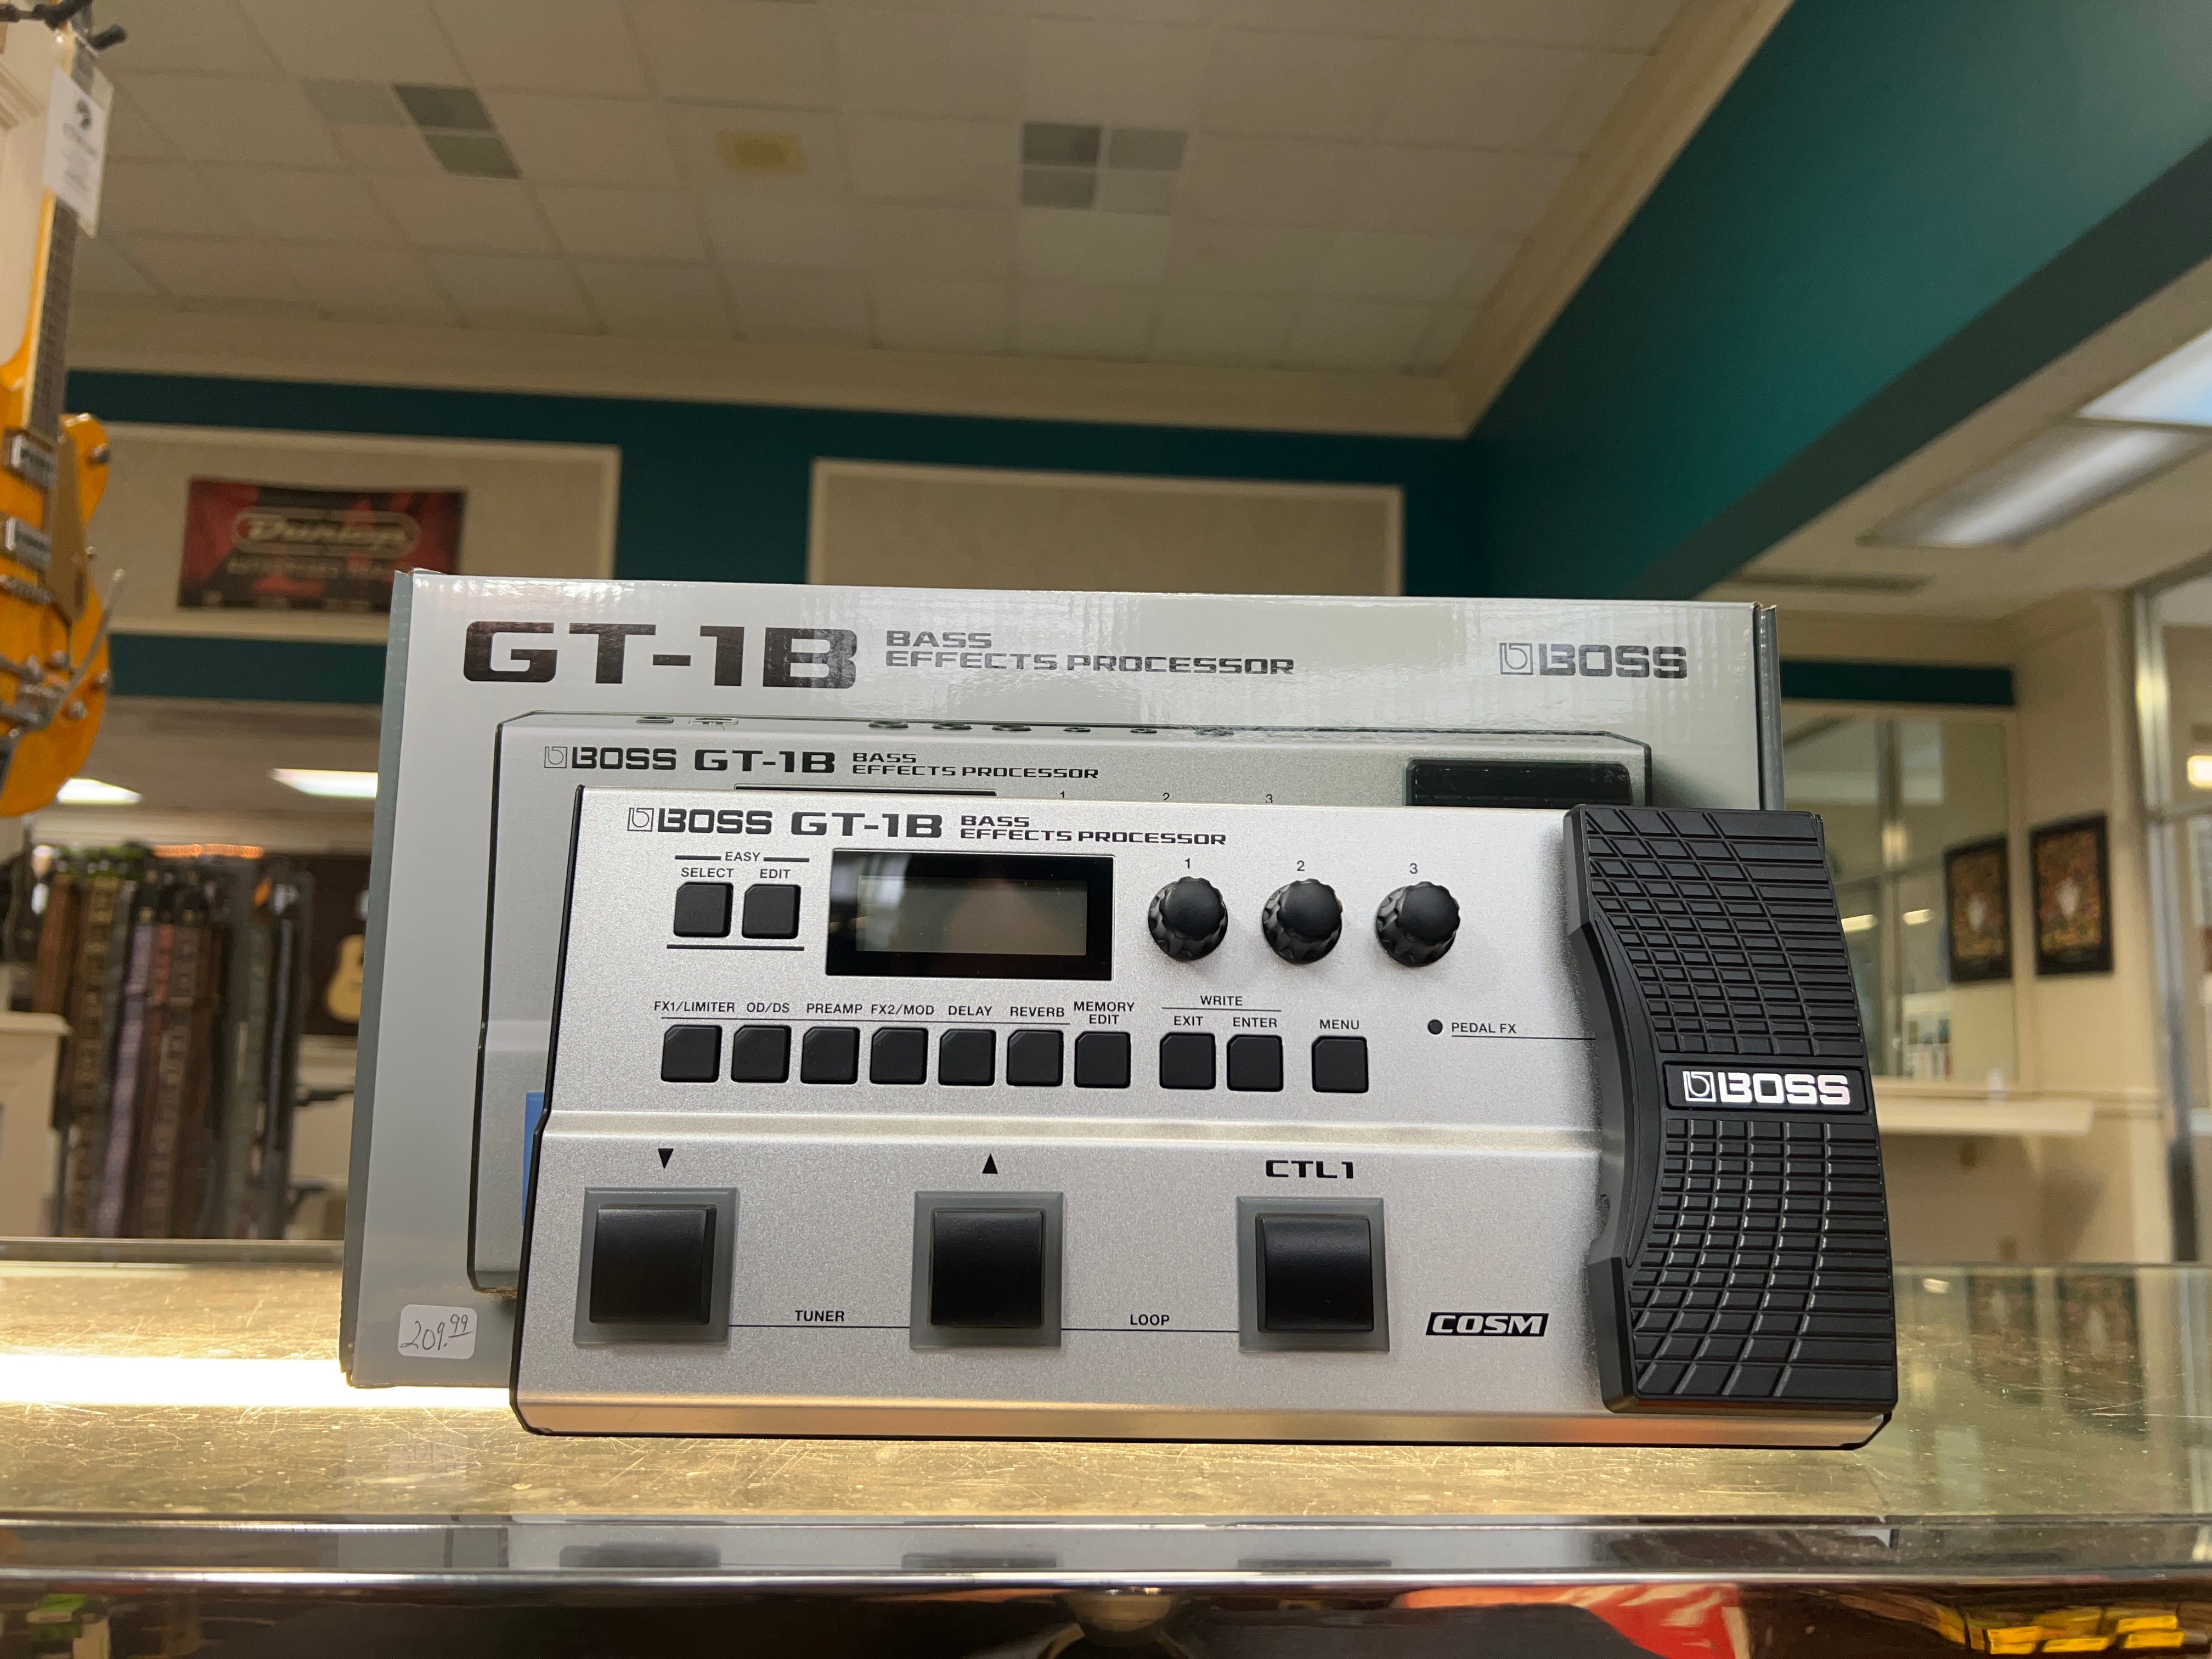 Dunlop
GT-1B BASS
EFFECTS PROCESSOR
BOSS
BOSS GT-1B BASS
EFFECTS PROCESSOR
1 2 3
BOSS GT-1B BASS
EFFECTS PROCESSOR
EASY
SELECT EDIT
1 2 3
FX1/LIMITER OD/DS PREAMP FX2/MOD DELAY REVERB MEMORY
EDIT
WRITE
EXIT ENTER
MENU
PEDAL FX
BOSS
▼ ▲ CTL1
TUNER LOOP
COSM
209.99